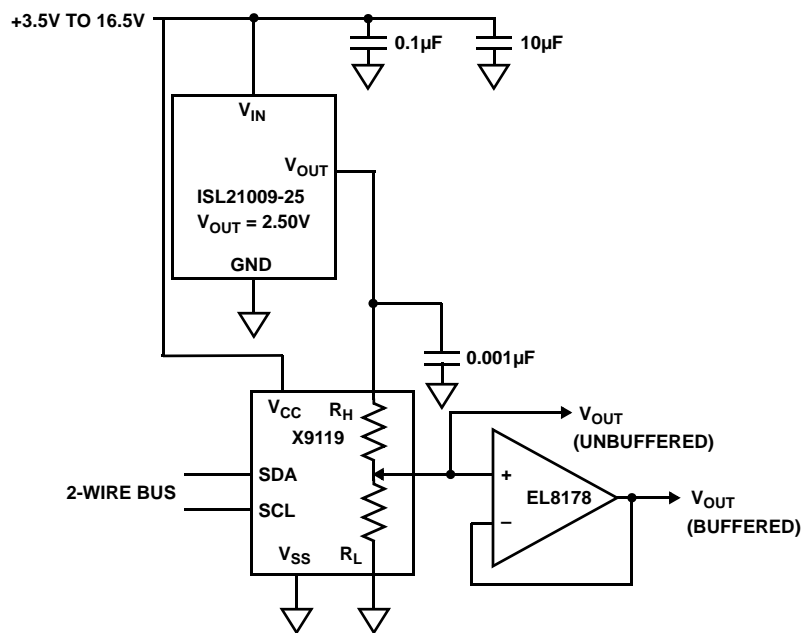 +3.5V TO 16.5V
0.1µF
10µF
VIN
VOUT
ISL21009-25
VOUT = 2.50V
GND
0.001µF
VCC
RH
X9119
VOUT
(UNBUFFERED)
2-WIRE BUS
SDA
SCL
+
EL8178
−
VOUT
(BUFFERED)
VSS
RL